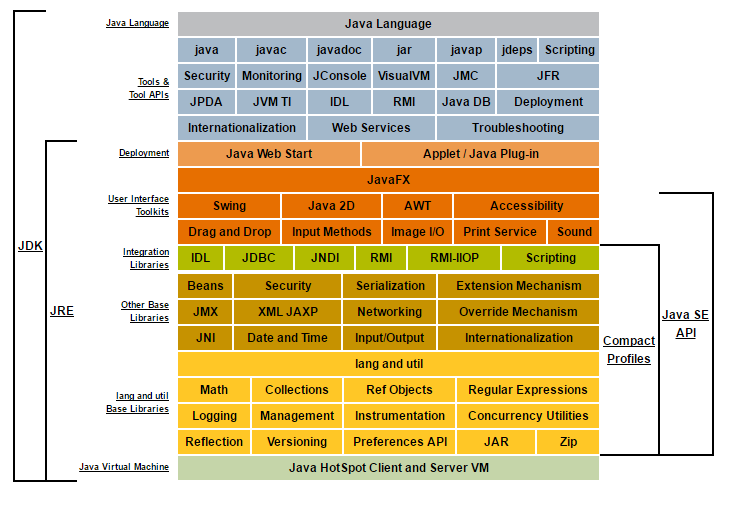 Java Language Java Language
java javac javadoc jar javap jdeps Scripting
Tools & Tool APIs Security Monitoring JConsole VisualVM JMC JFR
JPDA JVM TI IDL RMI Java DB Deployment
Internationalization Web Services Troubleshooting
Deployment Java Web Start Applet / Java Plug-in
JavaFX
User Interface Toolkits Swing Java 2D AWT Accessibility
Drag and Drop Input Methods Image I/O Print Service Sound
JDK
Integration Libraries IDL JDBC JNDI RMI RMI-IIOP Scripting
Beans Security Serialization Extension Mechanism
JRE Other Base Libraries JMX XML JAXP Networking Override Mechanism Java SE API
JNI Date and Time Input/Output Internationalization Compact Profiles
lang and util
lang and util Base Libraries Math Collections Ref Objects Regular Expressions
Logging Management Instrumentation Concurrency Utilities
Reflection Versioning Preferences API JAR Zip
Java Virtual Machine Java HotSpot Client and Server VM